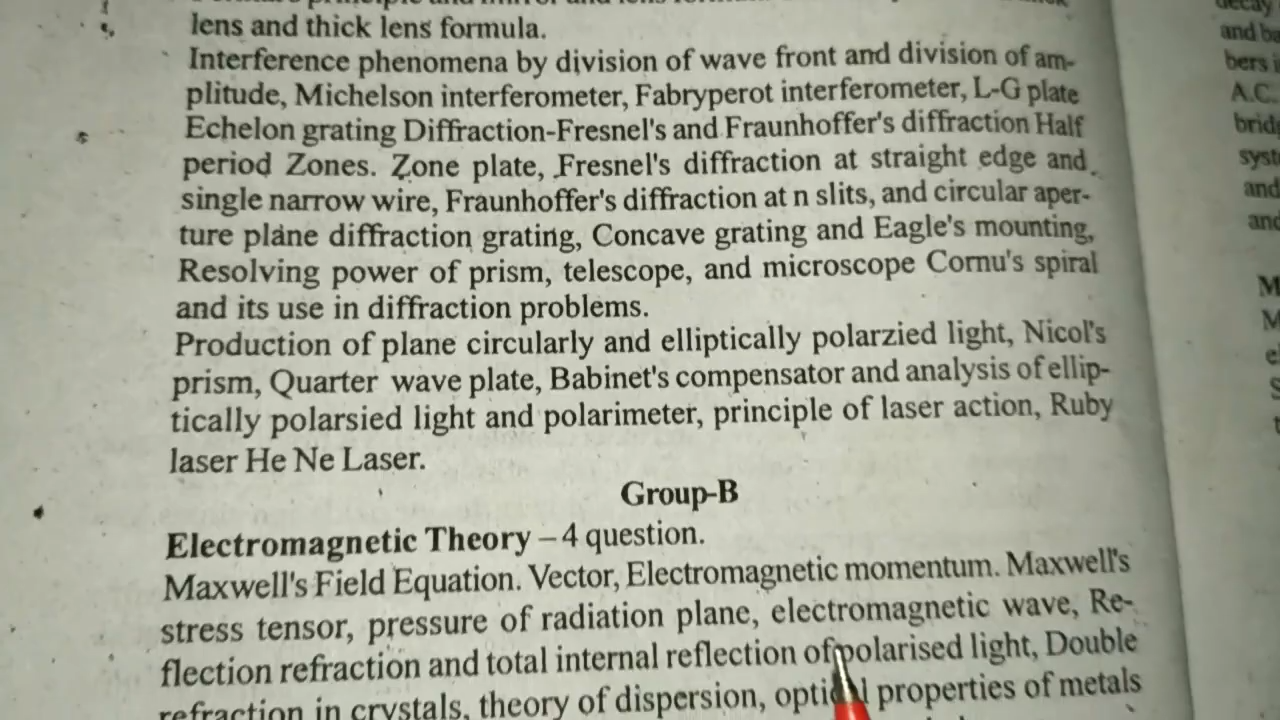 lens and thick lens formula.
Interference phenomena by division of wave front and division of am-
plitude, Michelson interferometer, Fabryperot interferometer, L-G plate
Echelon grating Diffraction-Fresnel's and Fraunhoffer's diffraction Half
period Zones. Zone plate, Fresnel's diffraction at straight edge and
single narrow wire, Fraunhoffer's diffraction at n slits, and circular aper-
ture plane diffraction grating, Concave grating and Eagle's mounting,
Resolving power of prism, telescope, and microscope Cornu's spiral
and its use in diffraction problems.
Production of plane circularly and elliptically polarzied light, Nicol's
prism, Quarter wave plate, Babinet's compensator and analysis of ellip-
tically polarsied light and polarimeter, principle of laser action, Ruby
laser He Ne Laser.
Group-B
Electromagnetic Theory – 4 question.
Maxwell's Field Equation. Vector, Electromagnetic momentum. Maxwell's
stress tensor, pressure of radiation plane, electromagnetic wave, Re-
flection refraction and total internal reflection of polarised light, Double
refraction in crystals, theory of dispersion, optical properties of metals
decay
and
bers
A.C.
and